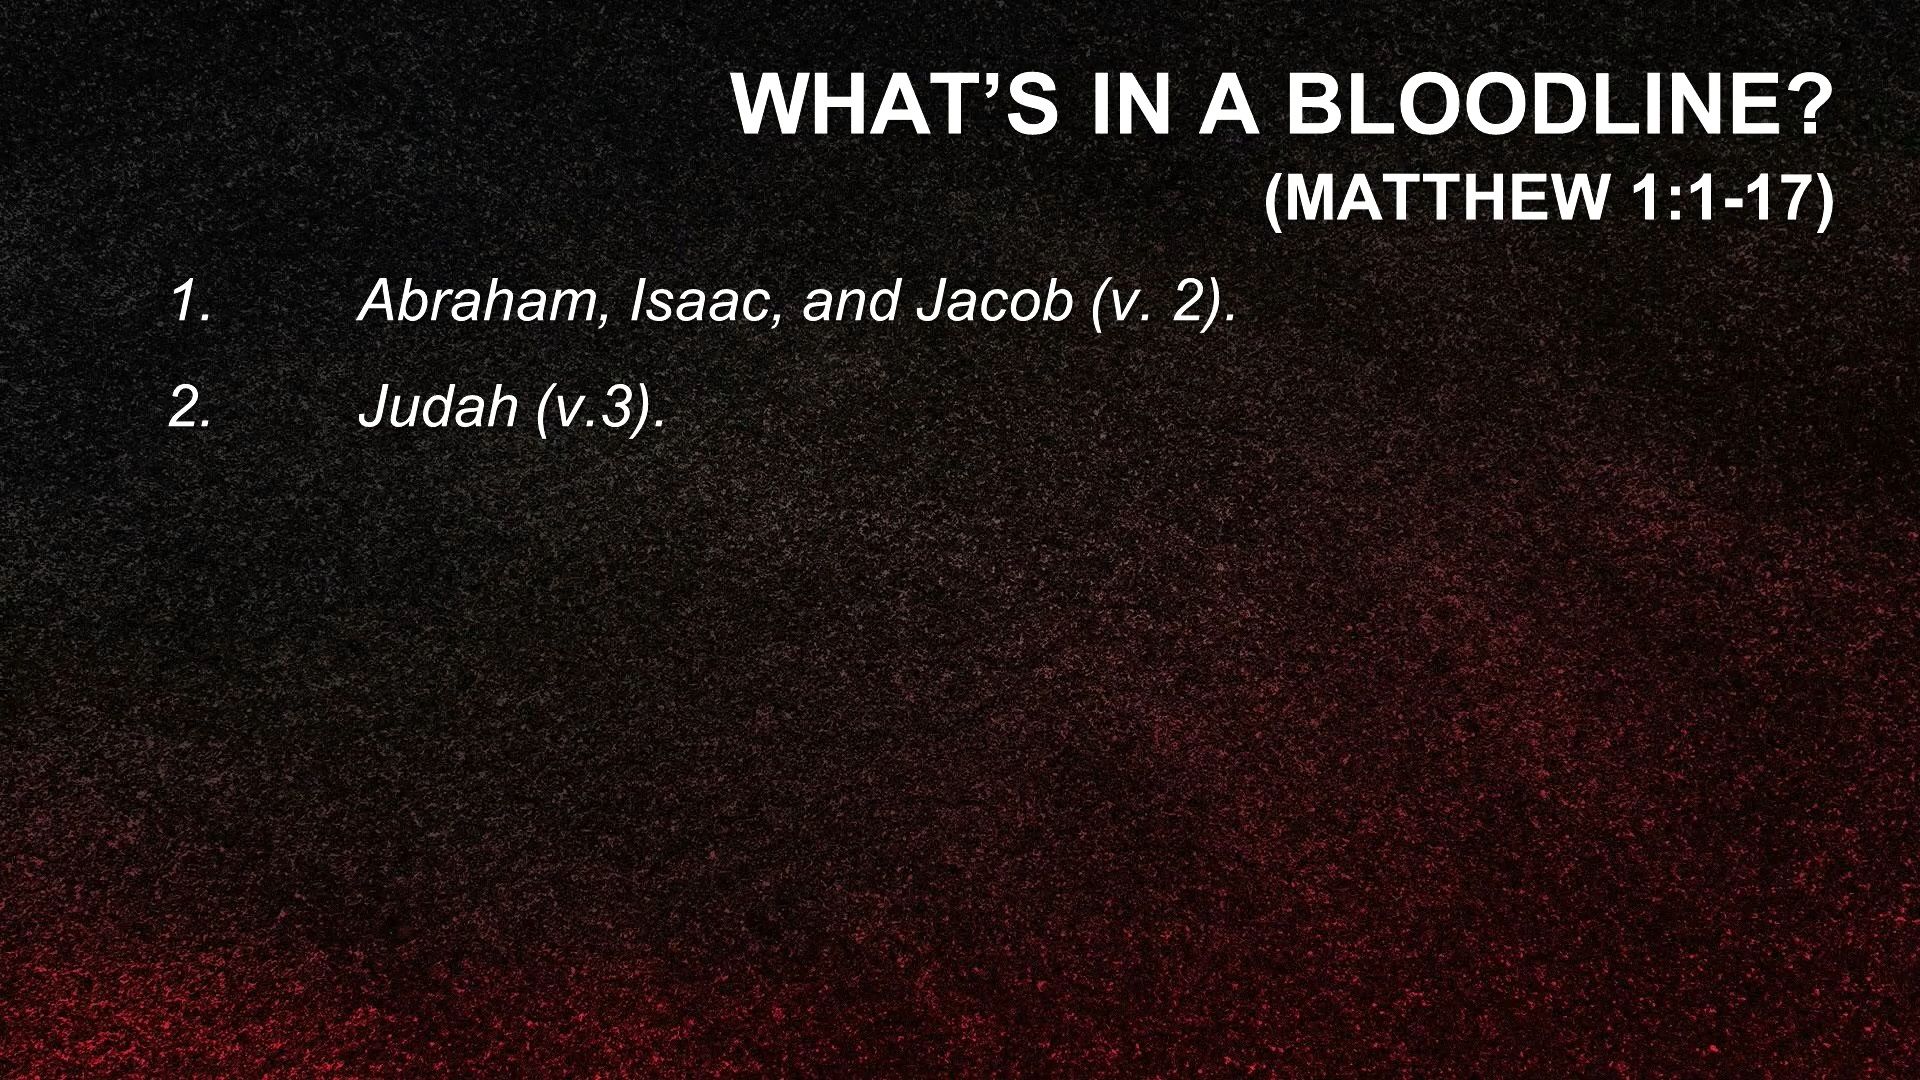 WHAT’S IN A BLOODLINE?
(MATTHEW 1:1-17)
1. Abraham, Isaac, and Jacob (v. 2).
2. Judah (v.3).